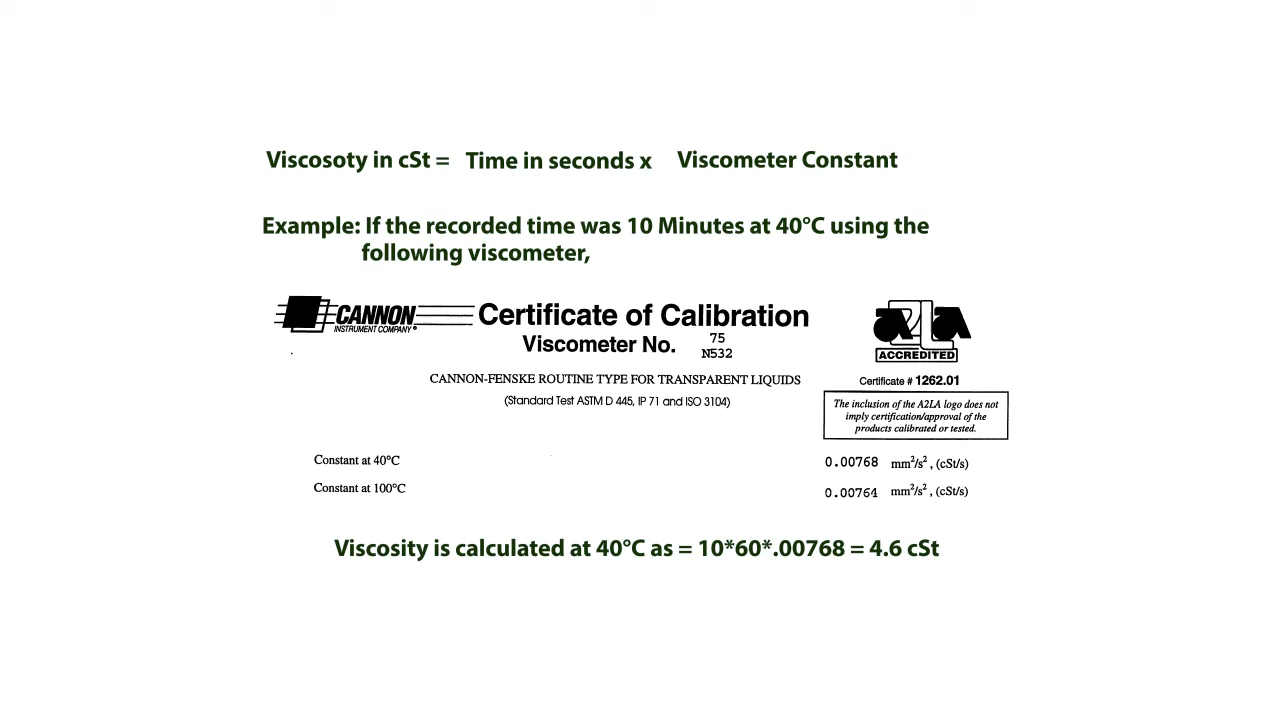 Viscosoty in cSt = Time in seconds x Viscometer Constant
Example: If the recorded time was 10 Minutes at 40°C using the
following viscometer,
CANNON
INSTRUMENT COMPANY®
Certificate of Calibration
Viscometer No. 75
N532
A2LA
ACCREDITED
CANNON-FENSKE ROUTINE TYPE FOR TRANSPARENT LIQUIDS
(Standard Test ASTM D 445, IP 71 and ISO 3104)
Certificate # 1262.01
The inclusion of the A2LA logo does not
imply certification/approval of the
products calibrated or tested.
Constant at 40°C 0.00768 mm²/s², (cSt/s)
Constant at 100°C 0.00764 mm²/s², (cSt/s)
Viscosity is calculated at 40°C as = 10*60*.00768 = 4.6 cSt